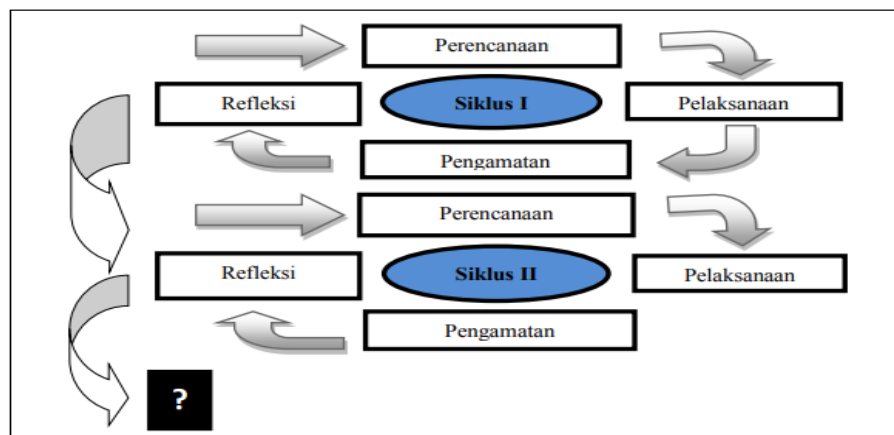 Perencanaan
Refleksi
Siklus I
Pelaksanaan
Pengamatan
Perencanaan
Refleksi
Siklus II
Pelaksanaan
Pengamatan
?